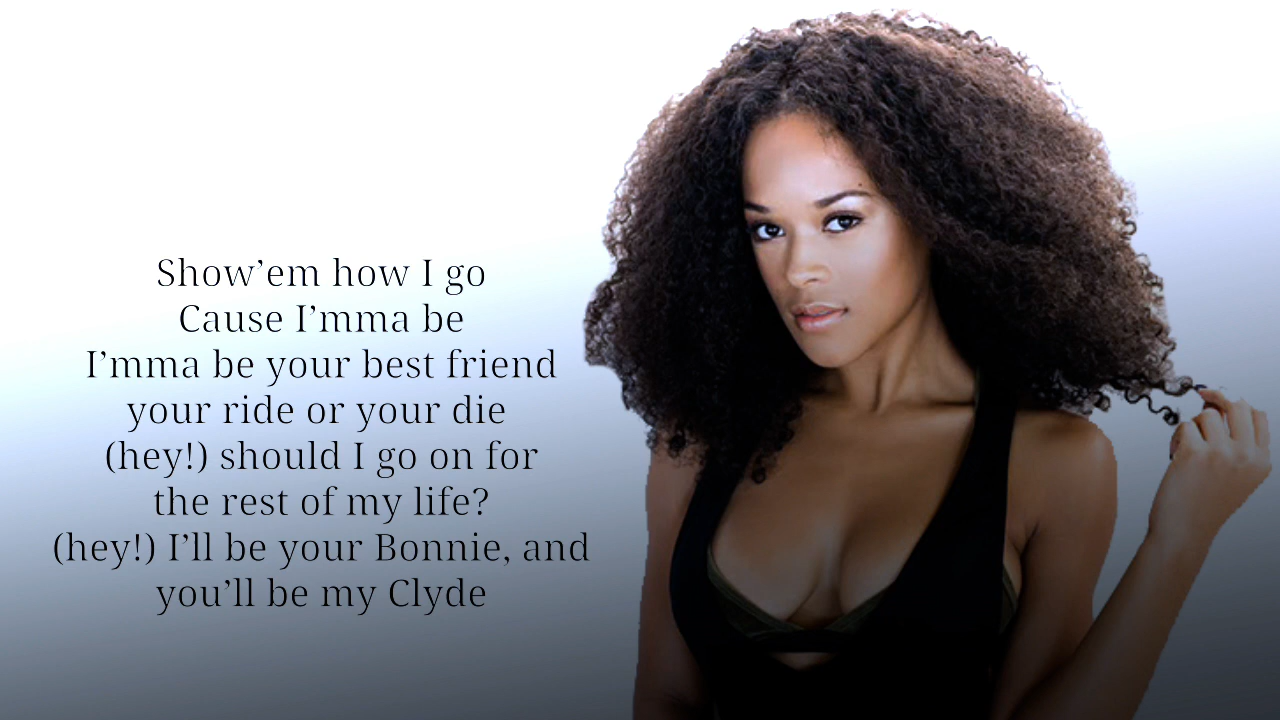 Show’em how I go
Cause I’mma be
I’mma be your best friend
your ride or your die
(hey!) should I go on for
the rest of my life?
(hey!) I’ll be your Bonnie, and
you’ll be my Clyde